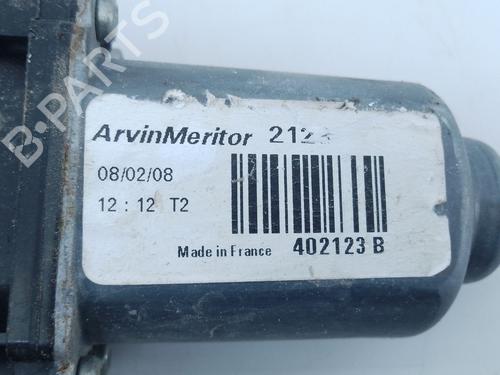 B-PARTS
ArvinMeritor
08/02/08
12 : 12 T2
Made in France 402123 B